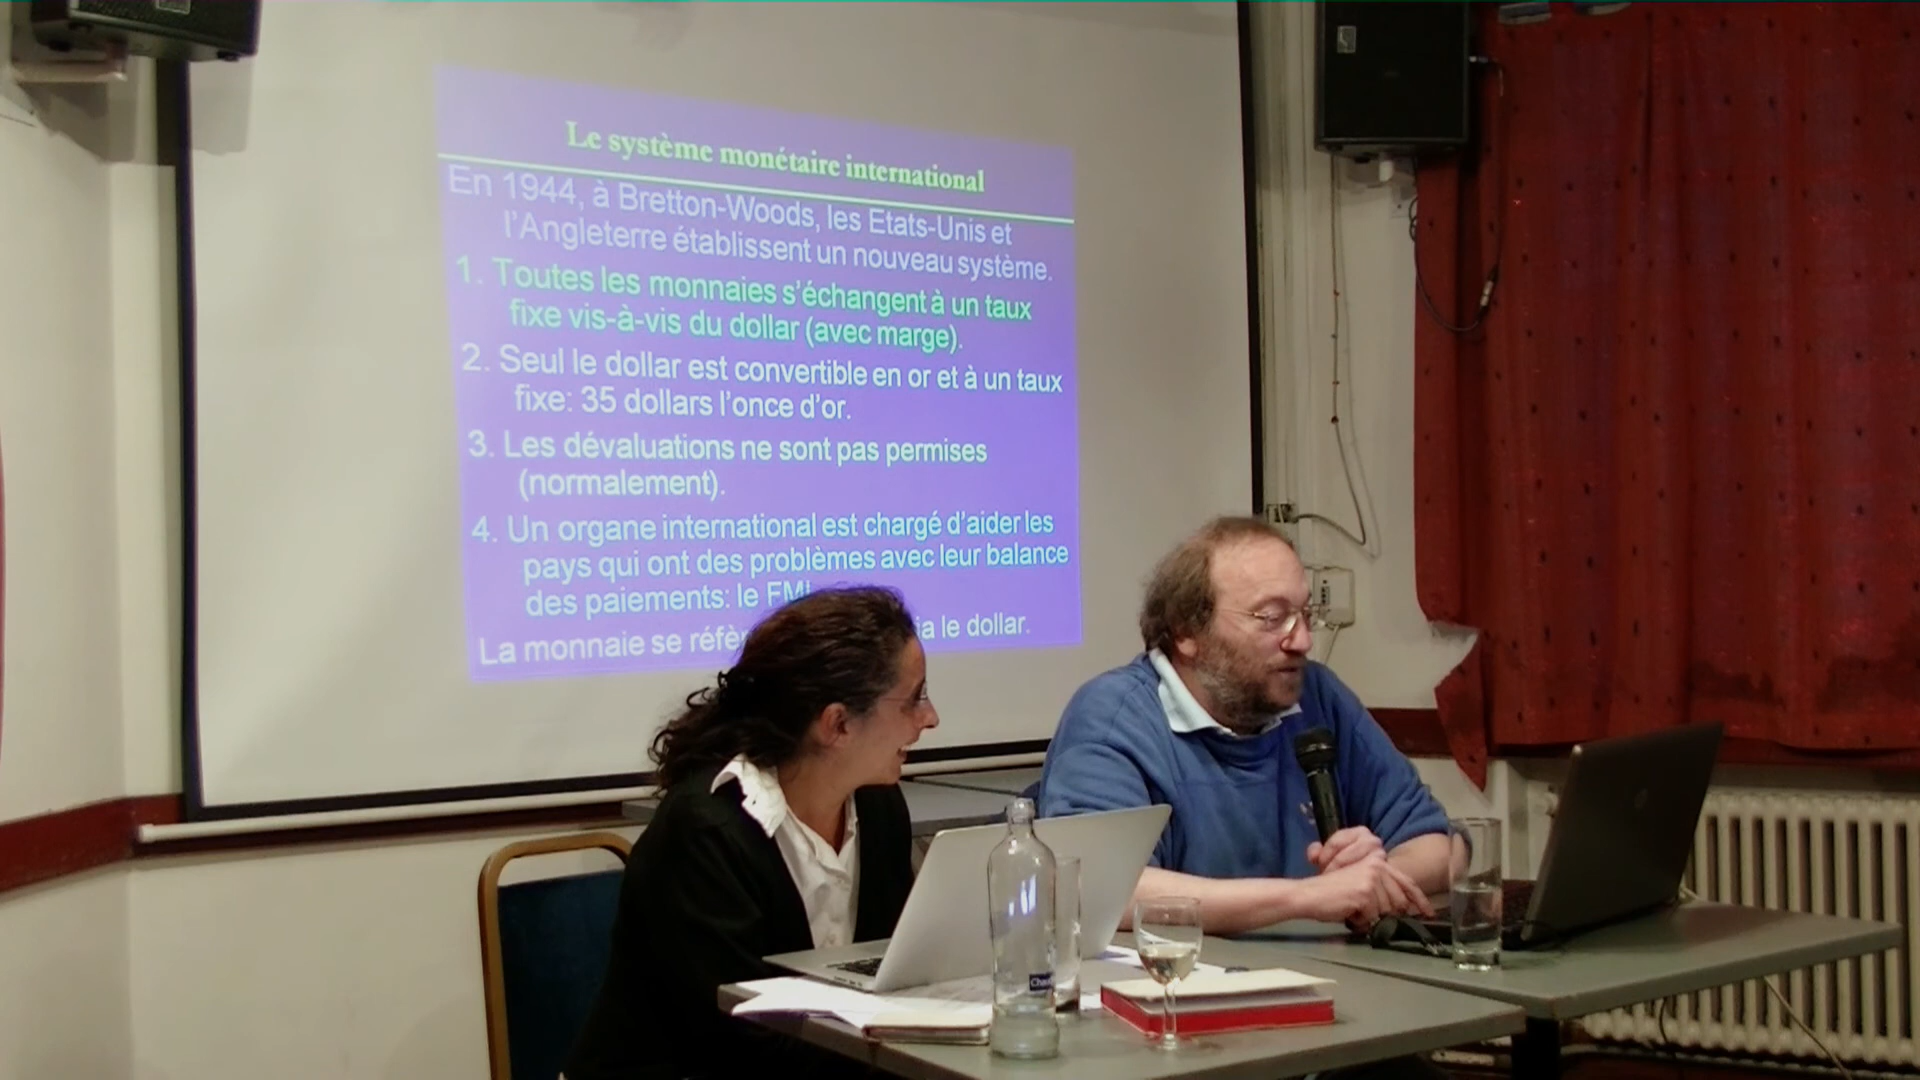 Le système monétaire international
En 1944, à Bretton-Woods, les Etats-Unis et
l'Angleterre établissent un nouveau système.
1. Toutes les monnaies s'échangent à un taux
fixe vis-à-vis du dollar (avec marge).
2. Seul le dollar est convertible en or et à un taux
fixe: 35 dollars l'once d'or.
3. Les dévaluations ne sont pas permises
(normalement).
4. Un organe international est chargé d'aider les
pays qui ont des problèmes avec leur balance
des paiements: le FMI
La monnaie se le dollar.